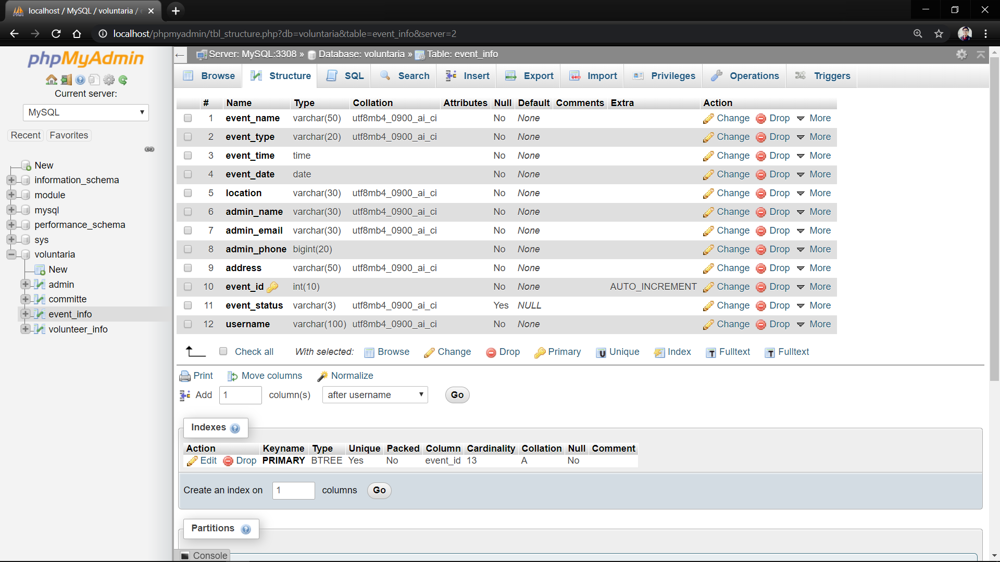 localhost / MySQL / voluntaria /
localhost/phpmyadmin/tbl_structure.php?db=voluntaria&table=event_info&server=2
phpMyAdmin
Current server:
MySQL
Recent Favorites
New
information_schema
module
mysql
performance_schema
sys
voluntaria
New
admin
committe
event_info
volunteer_info
Server: MySQL:3308 » Database: voluntaria » Table: event_info
Browse Structure SQL Search Insert Export Import Privileges Operations Triggers
# Name Type Collation Attributes Null Default Comments Extra Action
1 event_name varchar(50) utf8mb4_0900_ai_ci No None Change Drop More
2 event_type varchar(20) utf8mb4_0900_ai_ci No None Change Drop More
3 event_time time No None Change Drop More
4 event_date date No None Change Drop More
5 location varchar(30) utf8mb4_0900_ai_ci No None Change Drop More
6 admin_name varchar(30) utf8mb4_0900_ai_ci No None Change Drop More
7 admin_email varchar(30) utf8mb4_0900_ai_ci No None Change Drop More
8 admin_phone bigint(20) No None Change Drop More
9 address varchar(50) utf8mb4_0900_ai_ci No None Change Drop More
10 event_id int(10) No None AUTO_INCREMENT Change Drop More
11 event_status varchar(3) utf8mb4_0900_ai_ci Yes NULL Change Drop More
12 username varchar(100) utf8mb4_0900_ai_ci No None Change Drop More
Check all With selected: Browse Change Drop Primary Unique Index Fulltext Fulltext
Print Move columns Normalize
Add 1 column(s) after username Go
Indexes
Action Keyname Type Unique Packed Column Cardinality Collation Null Comment
Edit Drop PRIMARY BTREE Yes No event_id 13 A No
Create an index on 1 columns Go
Partitions
Console